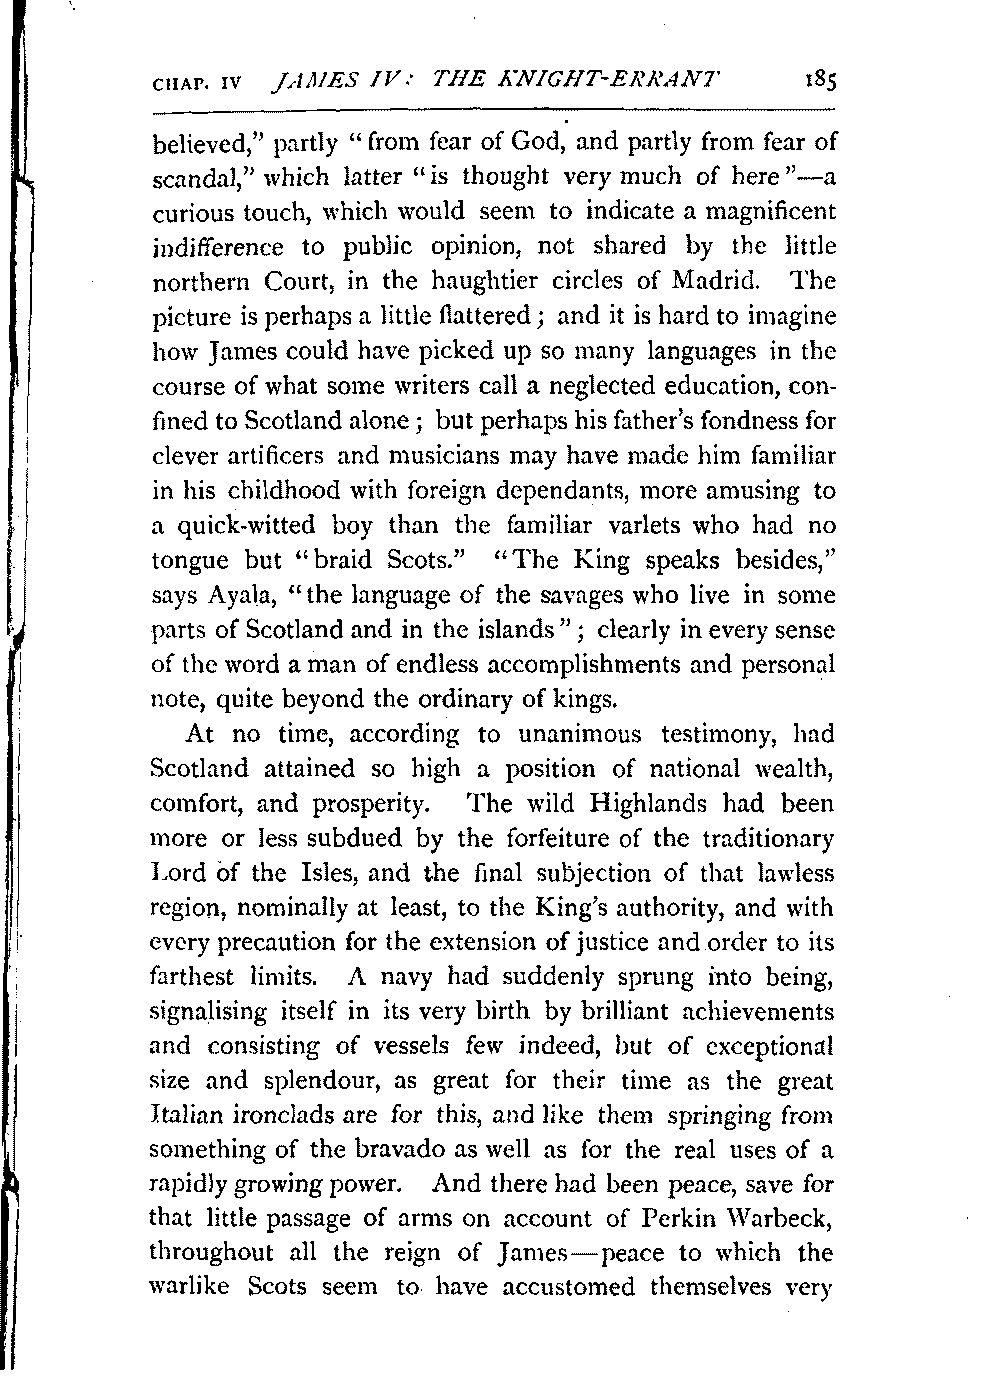 CHAP. IV JAMES IV: THE KNIGHT-ERRANT 185
believed,” partly “from fear of God, and partly from fear of
scandal,” which latter “is thought very much of here”—a
curious touch, which would seem to indicate a magnificent
indifference to public opinion, not shared by the little
northern Court, in the haughtier circles of Madrid. The
picture is perhaps a little flattered; and it is hard to imagine
how James could have picked up so many languages in the
course of what some writers call a neglected education, con-
fined to Scotland alone; but perhaps his father’s fondness for
clever artificers and musicians may have made him familiar
in his childhood with foreign dependants, more amusing to
a quick-witted boy than the familiar varlets who had no
tongue but “braid Scots.” “The King speaks besides,”
says Ayala, “the language of the savages who live in some
parts of Scotland and in the islands”; clearly in every sense
of the word a man of endless accomplishments and personal
note, quite beyond the ordinary of kings.
At no time, according to unanimous testimony, had
Scotland attained so high a position of national wealth,
comfort, and prosperity. The wild Highlands had been
more or less subdued by the forfeiture of the traditionary
Lord of the Isles, and the final subjection of that lawless
region, nominally at least, to the King’s authority, and with
every precaution for the extension of justice and order to its
farthest limits. A navy had suddenly sprung into being,
signalising itself in its very birth by brilliant achievements
and consisting of vessels few indeed, but of exceptional
size and splendour, as great for their time as the great
Italian ironclads are for this, and like them springing from
something of the bravado as well as for the real uses of a
rapidly growing power. And there had been peace, save for
that little passage of arms on account of Perkin Warbeck,
throughout all the reign of James—peace to which the
warlike Scots seem to have accustomed themselves very